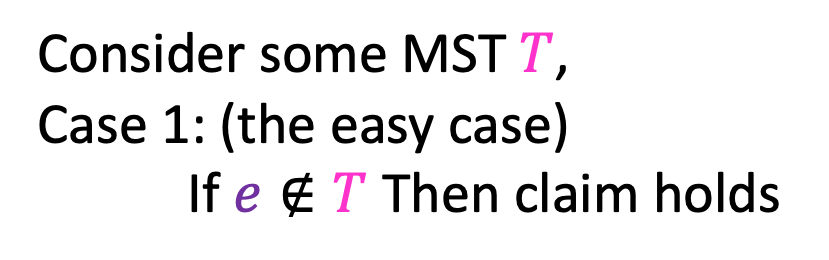 Consider some MST T,
Case 1: (the easy case)
If e ∉ T Then claim holds